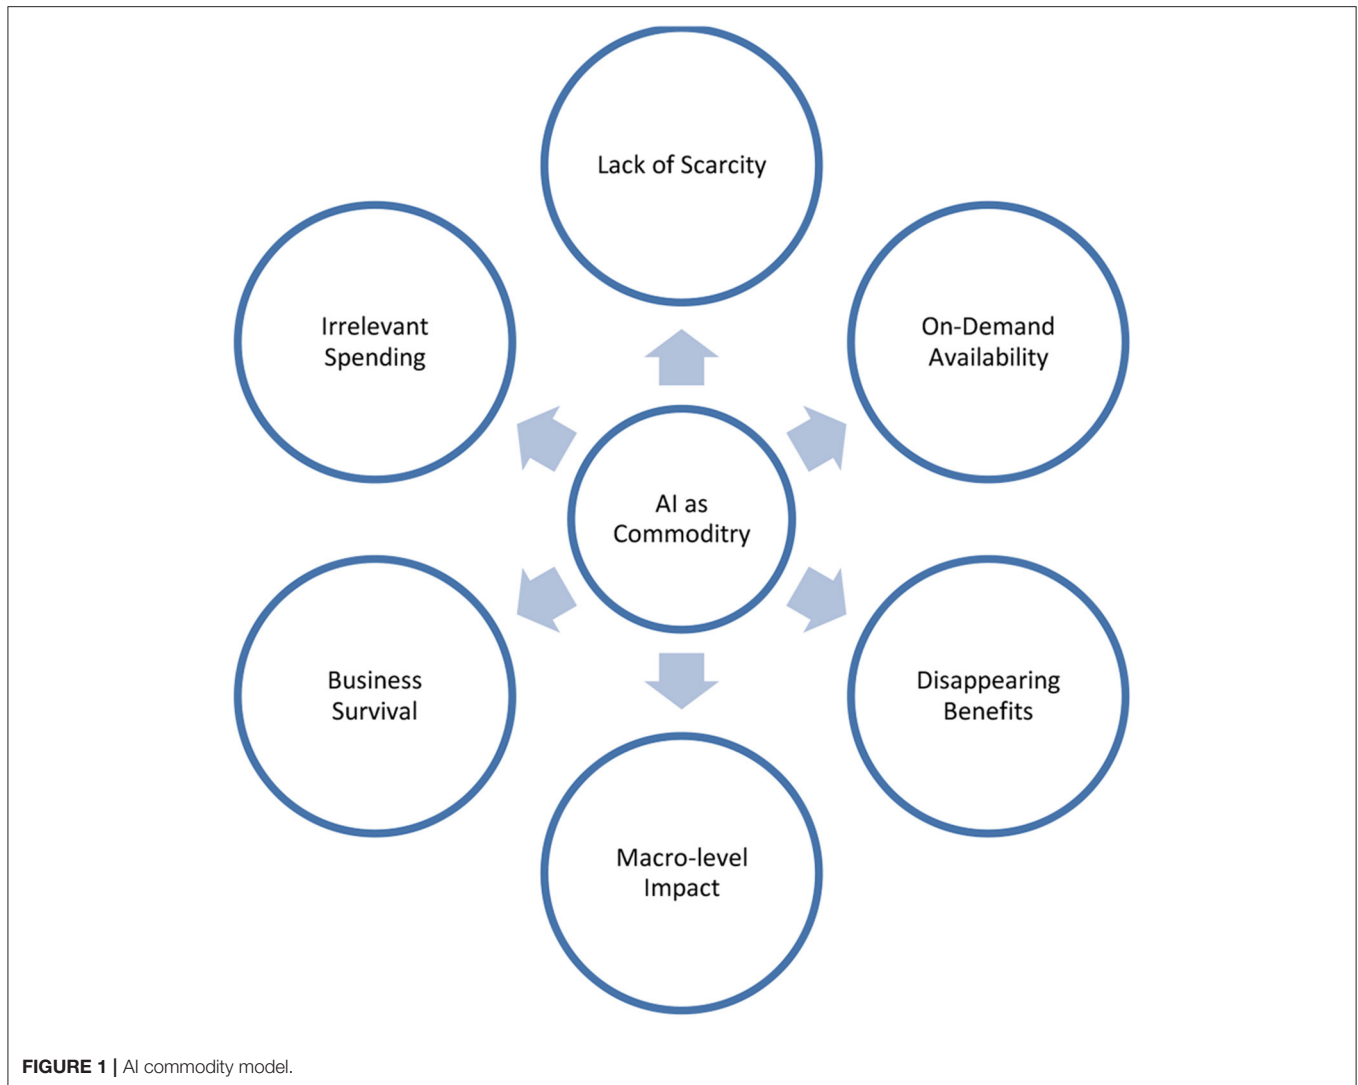 Lack of Scarcity
Irrelevant
Spending
On-Demand
Availability
AI as
Commoditry
Business
Survival
Disappearing
Benefits
Macro-level
Impact
FIGURE 1 | AI commodity model.